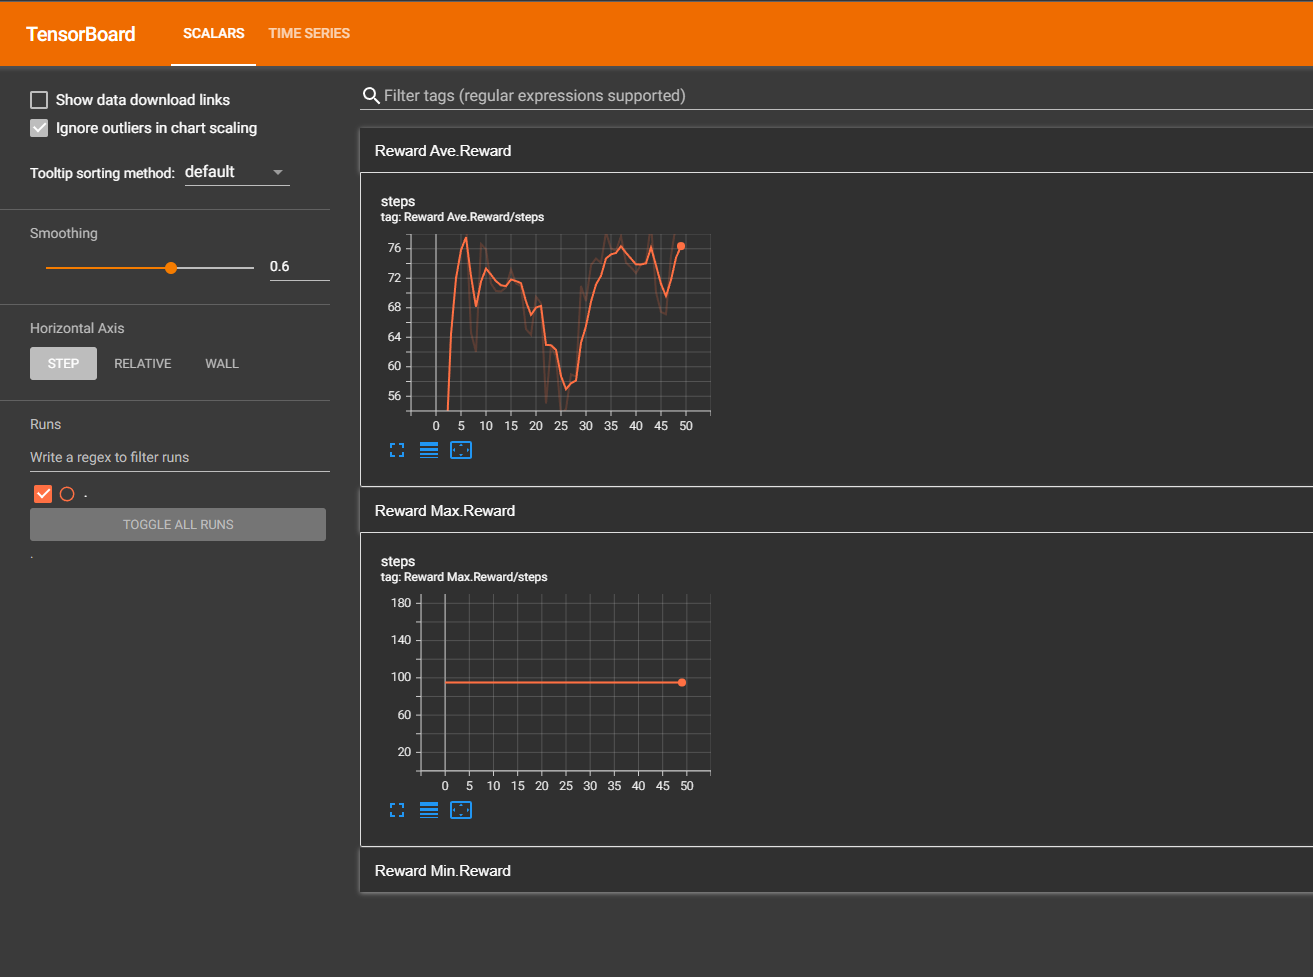 TensorBoard SCALARS TIME SERIES
Show data download links
Ignore outliers in chart scaling
Tooltip sorting method: default
Smoothing
0.6
Horizontal Axis
STEP RELATIVE WALL
Runs
Write a regex to filter runs
.
TOGGLE ALL RUNS
.
Filter tags (regular expressions supported)
Reward Ave.Reward
steps
tag: Reward Ave.Reward/steps
76
72
68
64
60
56
0 5 10 15 20 25 30 35 40 45 50
Reward Max.Reward
steps
tag: Reward Max.Reward/steps
180
140
100
60
20
0 5 10 15 20 25 30 35 40 45 50
Reward Min.Reward